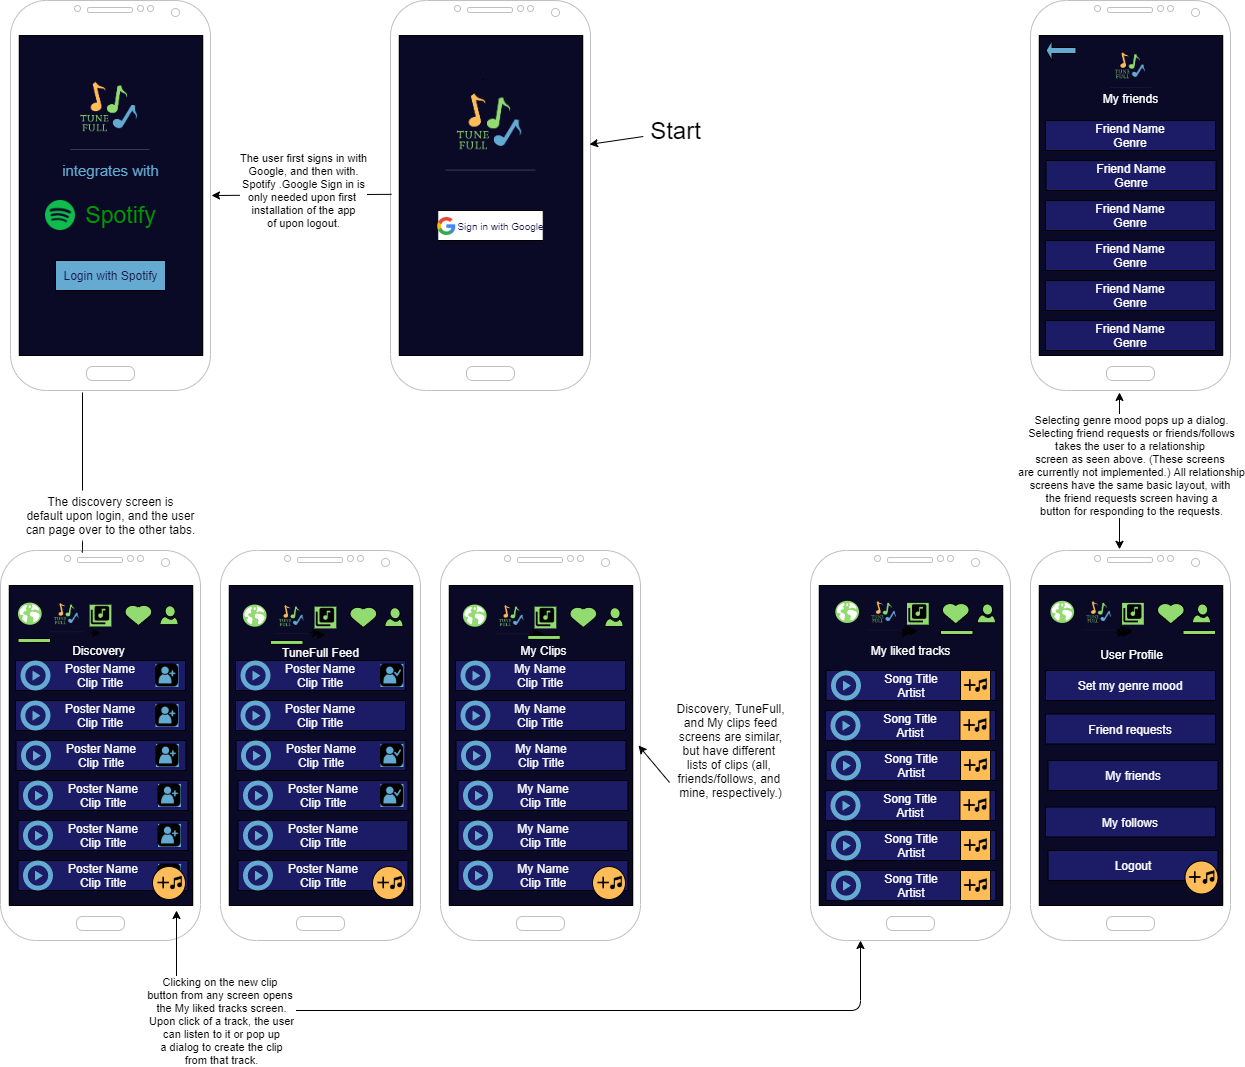 TUNE
FULL
integrates with
Spotify
Login with Spotify
The user first signs in with
Google, and then with.
Spotify .Google Sign in is
only needed upon first
installation of the app
of upon logout.
TUNE
FULL
Sign in with Google
Start
TUNE
FULL
My friends
Friend Name
Genre
Friend Name
Genre
Friend Name
Genre
Friend Name
Genre
Friend Name
Genre
Friend Name
Genre
Selecting genre mood pops up a dialog.
Selecting friend requests or friends/follows
takes the user to a relationship
screen as seen above. (These screens
are currently not implemented.) All relationship
screens have the same basic layout, with
the friend requests screen having a
button for responding to the requests.
The discovery screen is
default upon login, and the user
can page over to the other tabs.
TUNE
FULL
Discovery
Poster Name
Clip Title
Poster Name
Clip Title
Poster Name
Clip Title
Poster Name
Clip Title
Poster Name
Clip Title
Poster Name
Clip Title
TUNE
FULL
TuneFull Feed
Poster Name
Clip Title
Poster Name
Clip Title
Poster Name
Clip Title
Poster Name
Clip Title
Poster Name
Clip Title
Poster Name
Clip Title
TUNE
FULL
My Clips
My Name
Clip Title
My Name
Clip Title
My Name
Clip Title
My Name
Clip Title
My Name
Clip Title
My Name
Clip Title
Discovery, TuneFull,
and My clips feed
screens are similar,
but have different
lists of clips (all,
friends/follows, and
mine, respectively.)
TUNE
FULL
My liked tracks
Song Title
Artist
Song Title
Artist
Song Title
Artist
Song Title
Artist
Song Title
Artist
Song Title
Artist
TUNE
FULL
User Profile
Set my genre mood
Friend requests
My friends
My follows
Logout
Clicking on the new clip
button from any screen opens
the My liked tracks screen.
Upon click of a track, the user
can listen to it or pop up
a dialog to create the clip
from that track.